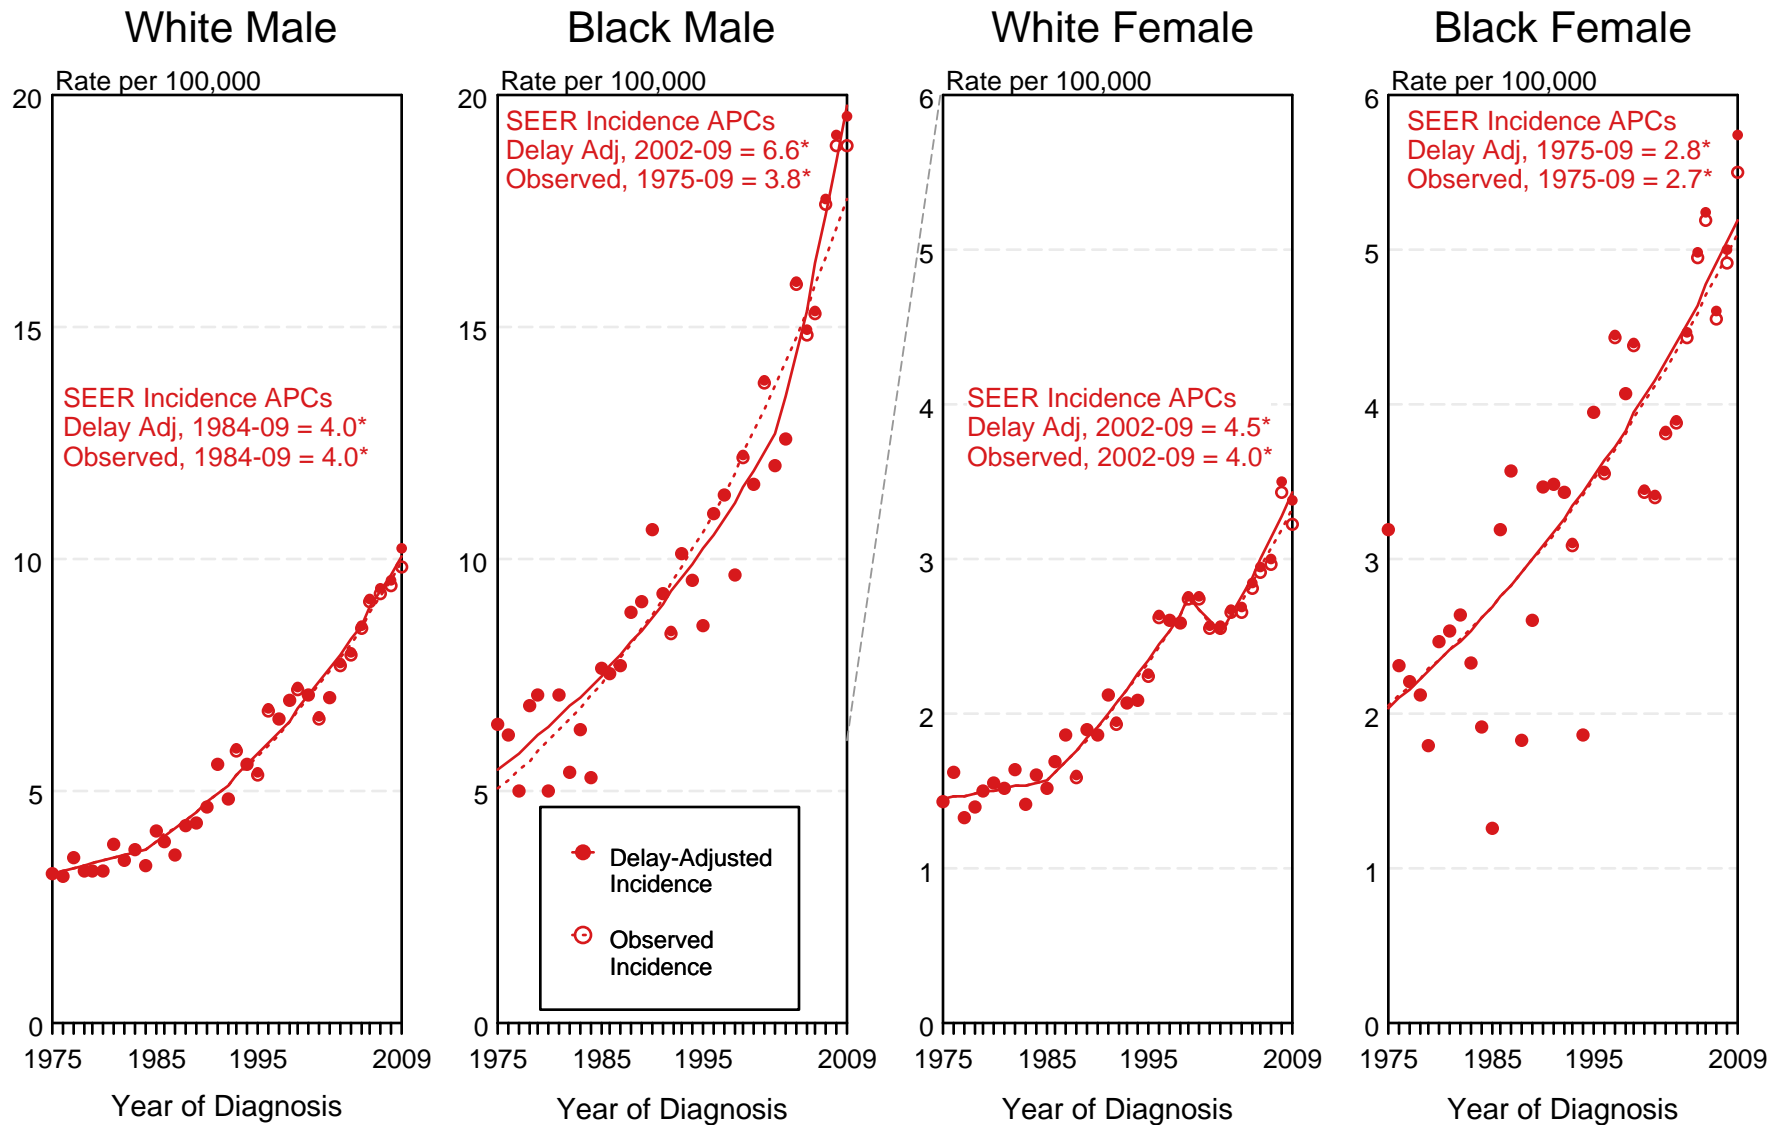 White Male
Rate per 100,000
20
15
10
5
0
SEER Incidence APCs
Delay Adj, 1984-09 = 4.0*
Observed, 1984-09 = 4.0*
1975
1985
1995
2009
Year of Diagnosis
Black Male
Rate per 100,000
20
15
10
5
0
SEER Incidence APCs
Delay Adj, 2002-09 = 6.6*
Observed, 1975-09 = 3.8*
Delay-Adjusted
Incidence
Observed
Incidence
1975
1985
1995
2009
Year of Diagnosis
White Female
Rate per 100,000
6
5
4
3
2
1
0
SEER Incidence APCs
Delay Adj, 2002-09 = 4.5*
Observed, 2002-09 = 4.0*
1975
1985
1995
2009
Year of Diagnosis
Black Female
Rate per 100,000
6
5
4
3
2
1
0
SEER Incidence APCs
Delay Adj, 1975-09 = 2.8*
Observed, 1975-09 = 2.7*
1975
1985
1995
2009
Year of Diagnosis